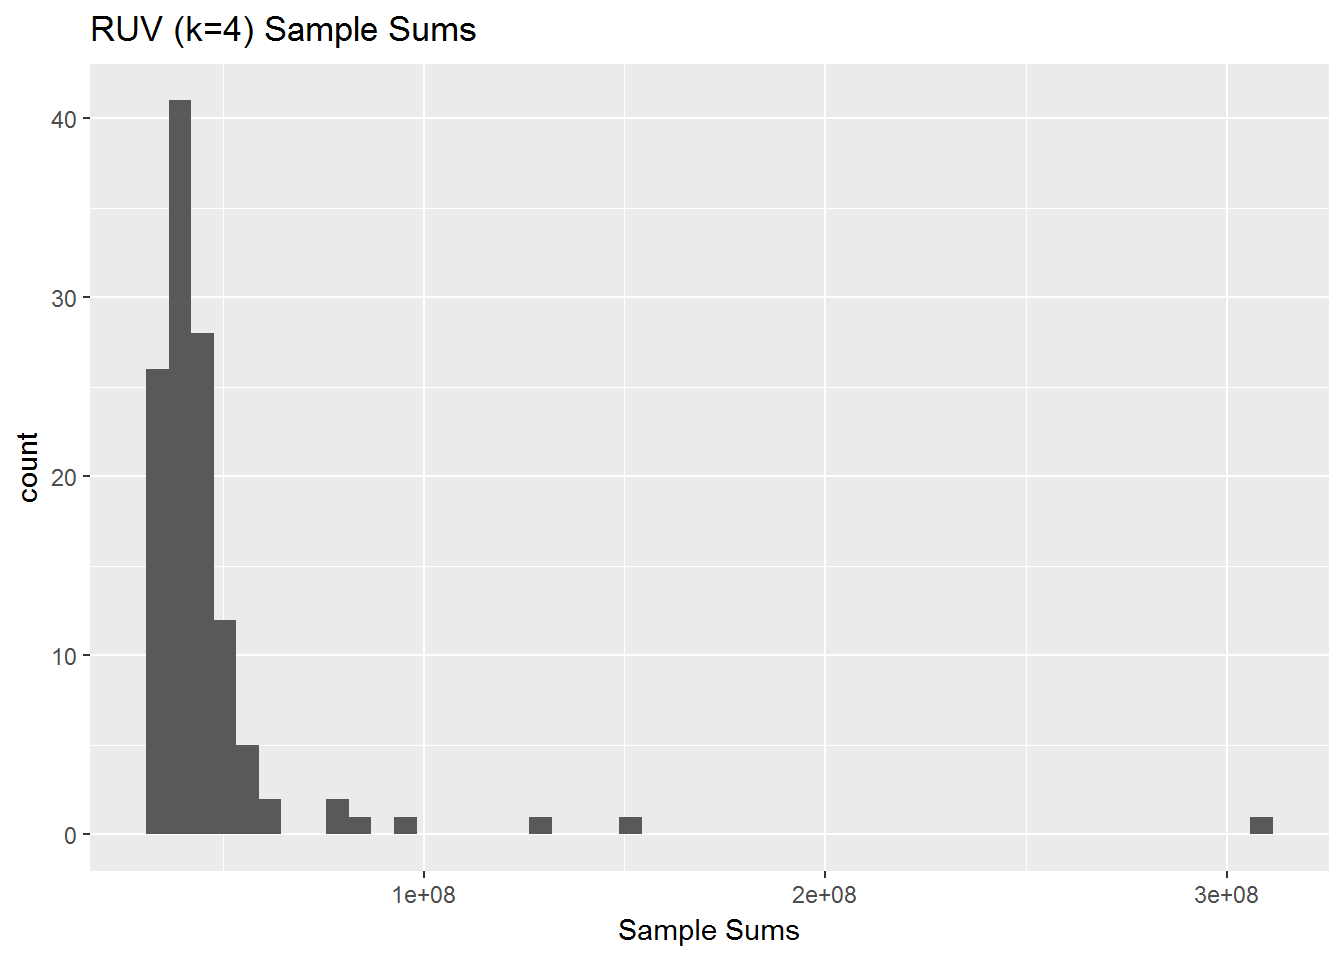 RUV (k=4) Sample Sums
40
30
20
10
0
count
1e+08
2e+08
3e+08
Sample Sums